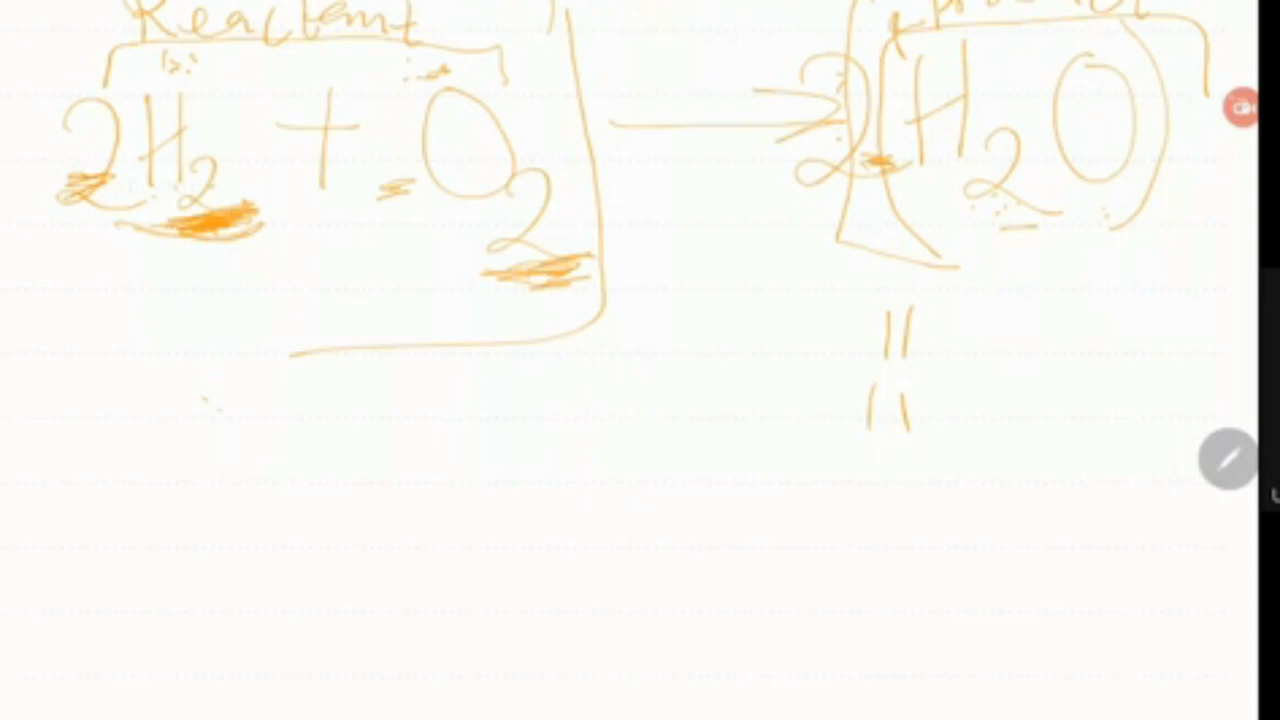 Reactant
2H₂ + O₂ → 2(H₂O)